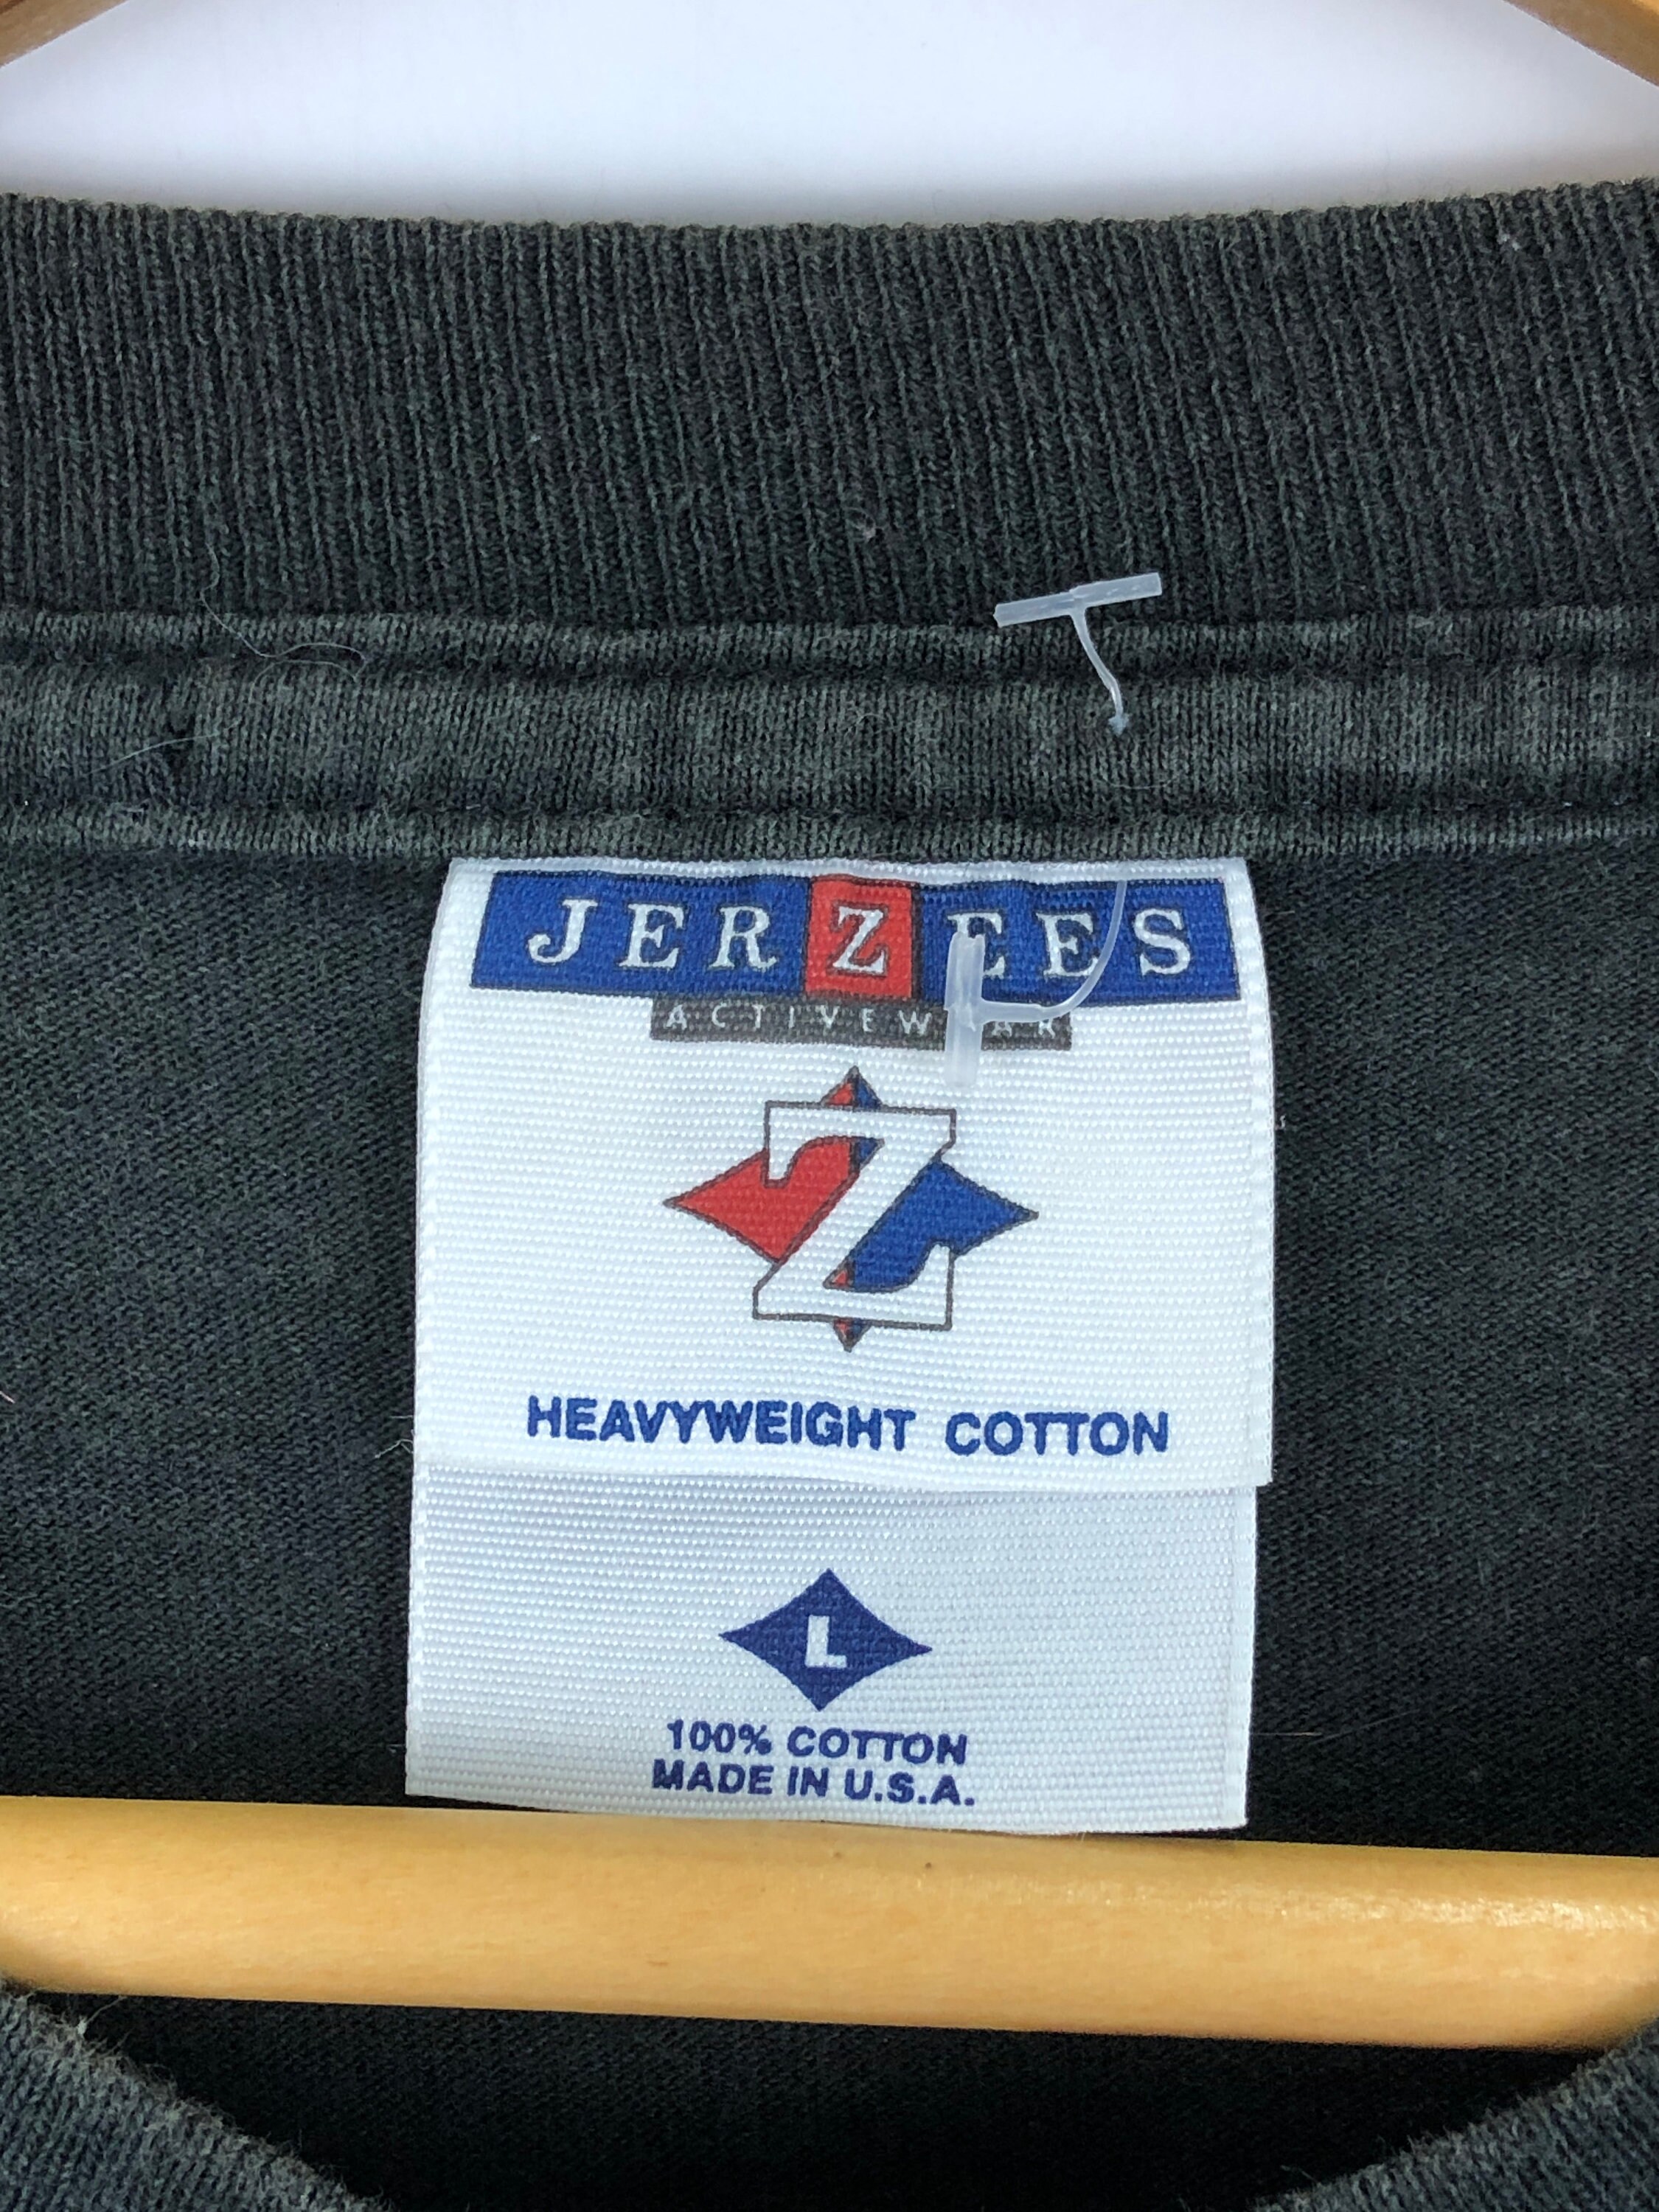 JERZEES
ACTIVEWEAR
Z
HEAVYWEIGHT COTTON
L
100% COTTON
MADE IN U.S.A.